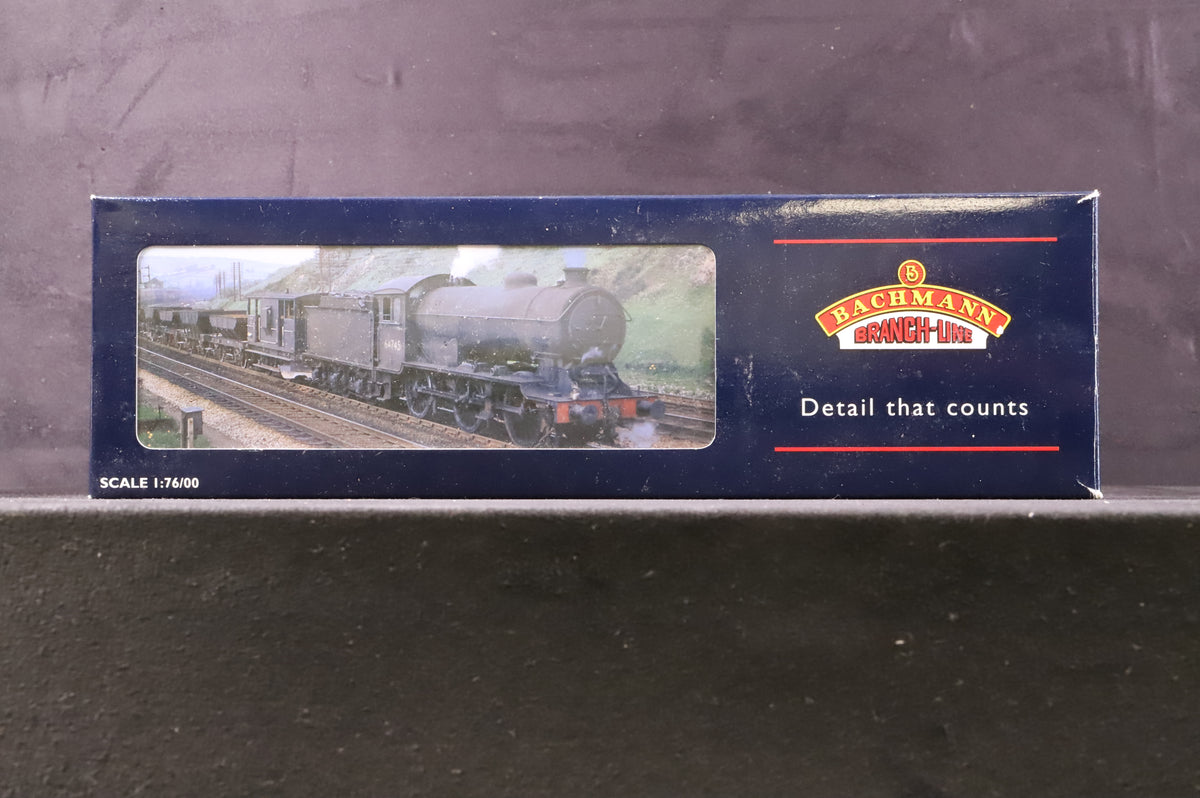 B
BACHMANN
BRANCH-LINE
Detail that counts
SCALE 1:76/00